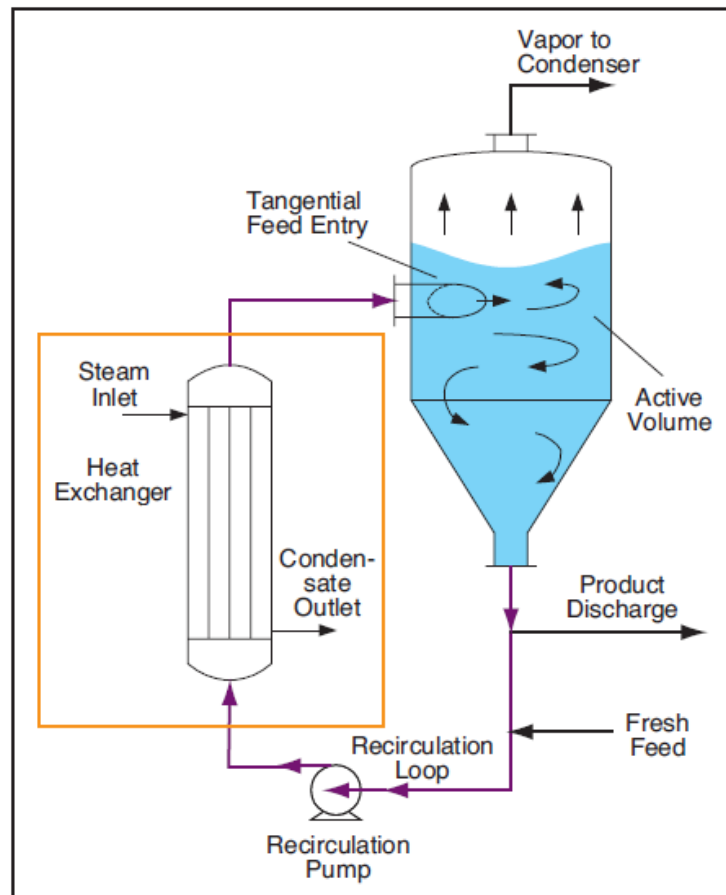 Vapor to
Condenser
Tangential
Feed Entry
Steam
Inlet
Heat
Exchanger
Active
Volume
Conden-
sate
Outlet
Product
Discharge
Fresh
Feed
Recirculation
Loop
Recirculation
Pump